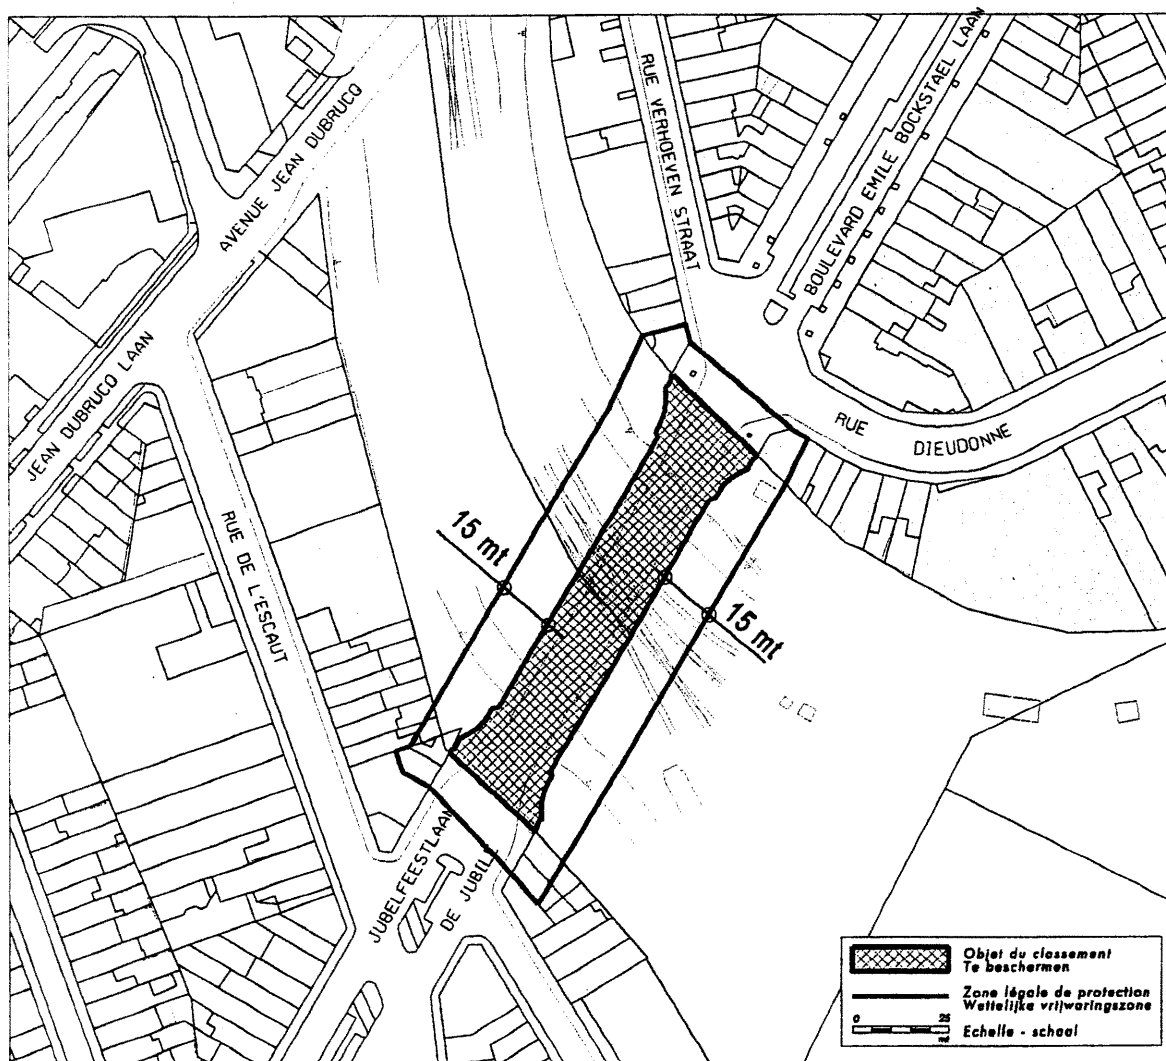 AVENUE JEAN DUBRUCQ
JEAN DUBRUCQ LAAN
RUE VERHOEVEN STRAAT
BOULEVARD EMILE BOCKSTAEL LAAN
RUE DIEUDONNE
RUE DE L'ESCAUT
15 mt
15 mt
JUBELFEESTLAAN
DE JUBIL
Objet du classement
Te beschermen
Zone légale de protection
Wettelijke vrijwaringszone
0 25
mt
Echelle - schaal